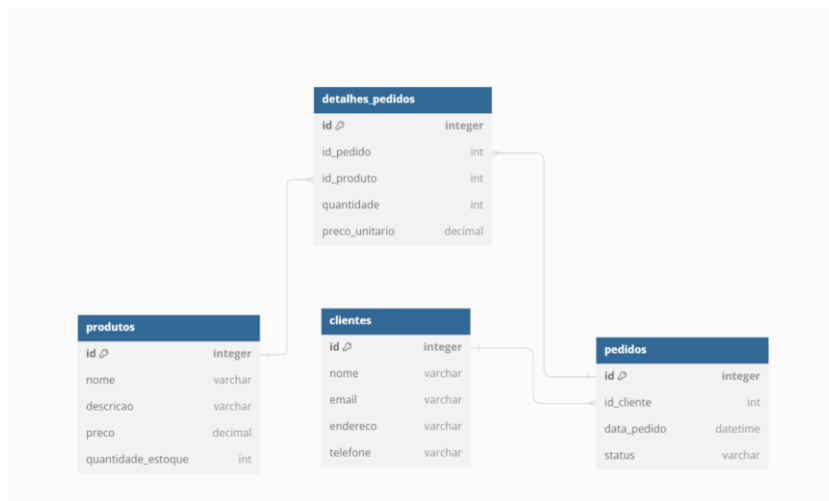 detalhes_pedidos
id integer
id_pedido int
id_produto int
quantidade int
preco_unitario decimal
produtos
id integer
nome varchar
descricao varchar
preco decimal
quantidade_estoque int
clientes
id integer
nome varchar
email varchar
endereco varchar
telefone varchar
pedidos
id integer
id_cliente int
data_pedido datetime
status varchar